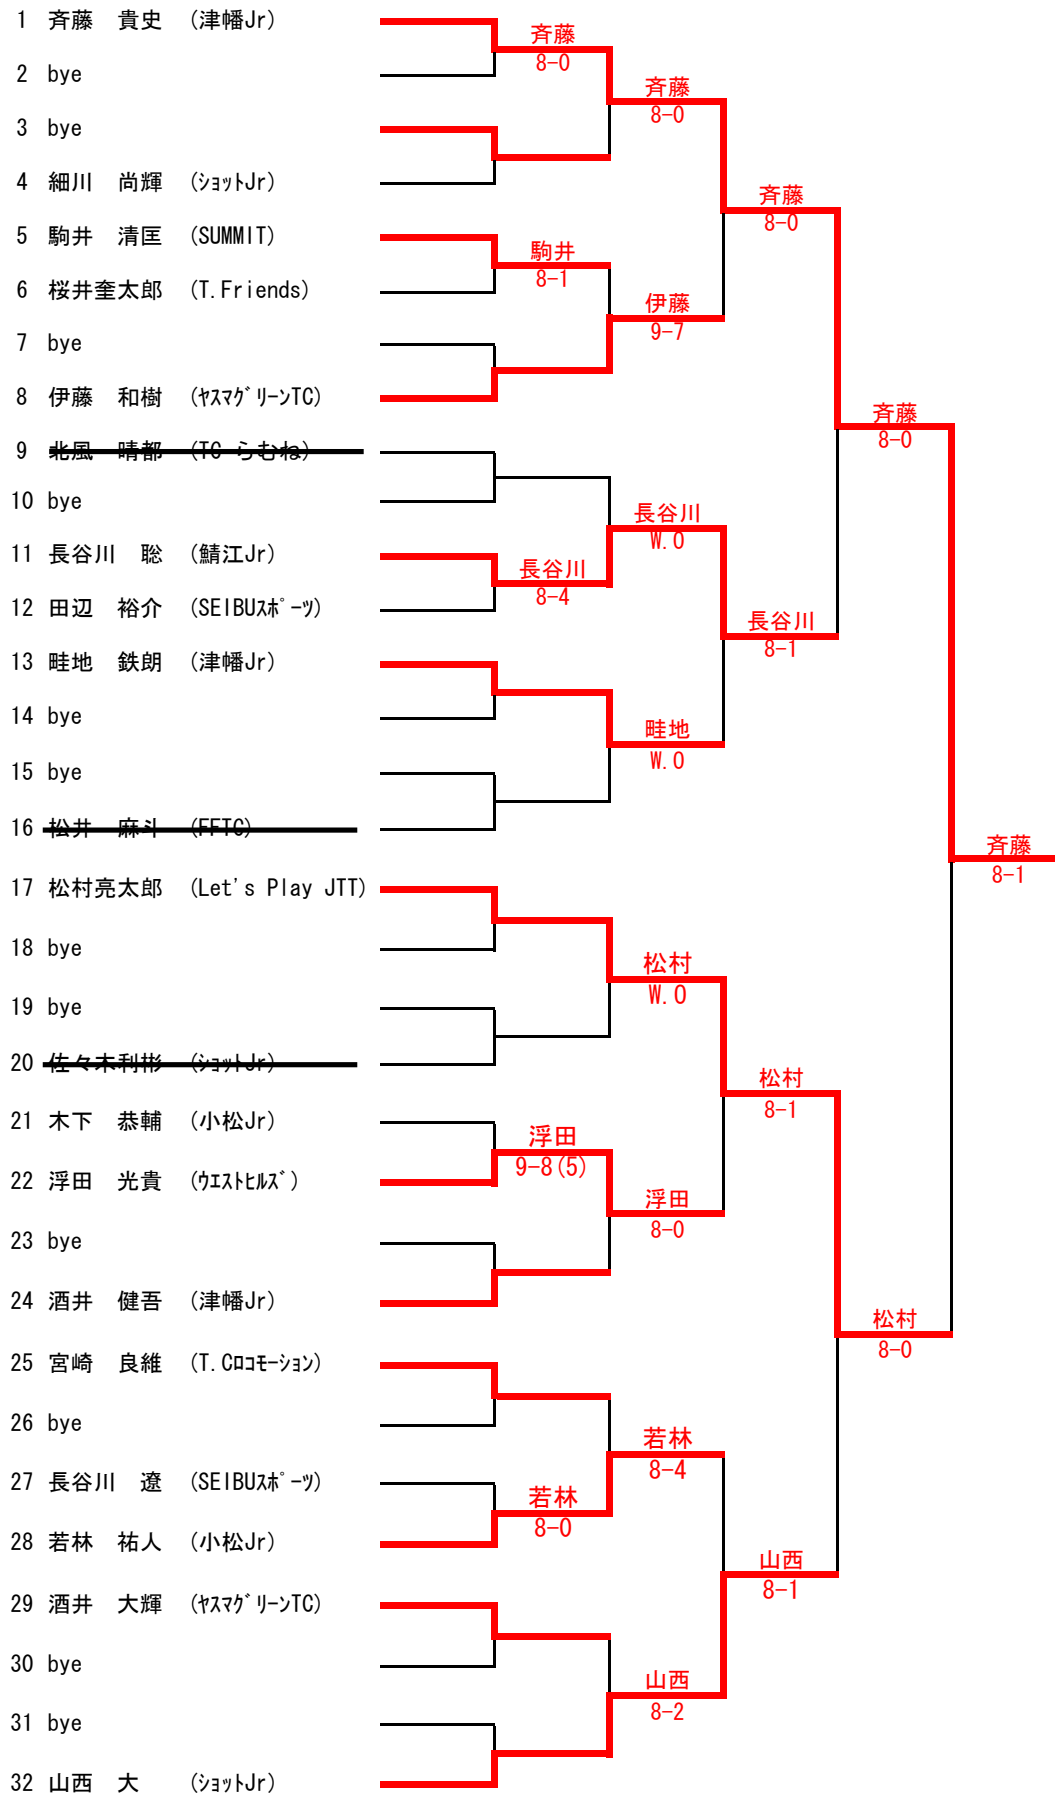 1 斉藤　貴史 (津幡Jr)
斉藤
8-0
2 bye
斉藤
8-0
3 bye
4 細川　尚輝 (ｼｮｯﾄJr)
斉藤
8-0
5 駒井　清匡 (SUMMIT)
駒井
8-1
6 桜井奎太郎 (T.Friends)
伊藤
9-7
7 bye
8 伊藤　和樹 (ﾔｽﾏｸﾞﾘｰﾝTC)
斉藤
8-0
9 北風　晴都 (TC らむね)
10 bye
長谷川
W.O
11 長谷川　聡 (鯖江Jr)
長谷川
8-4
12 田辺　裕介 (SEIBUｽﾎﾟｰﾂ)
長谷川
8-1
13 畦地　鉄朗 (津幡Jr)
14 bye
畦地
W.O
15 bye
16 松井　麻斗 (FFTC)
斉藤
8-1
17 松村亮太郎 (Let's Play JTT)
18 bye
松村
W.O
19 bye
20 佐々木利彬 (ｼｮｯﾄJr)
松村
8-1
21 木下　恭輔 (小松Jr)
浮田
9-8(5)
22 浮田　光貴 (ｳｴｽﾄﾋﾙｽﾞ)
浮田
8-0
23 bye
24 酒井　健吾 (津幡Jr)
松村
8-0
25 宮崎　良維 (T.Cﾛｺﾓｰｼｮﾝ)
26 bye
若林
8-4
27 長谷川　遼 (SEIBUｽﾎﾟｰﾂ)
若林
8-0
28 若林　祐人 (小松Jr)
山西
8-1
29 酒井　大輝 (ﾔｽﾏｸﾞﾘｰﾝTC)
30 bye
山西
8-2
31 bye
32 山西　大 (ｼｮｯﾄJr)